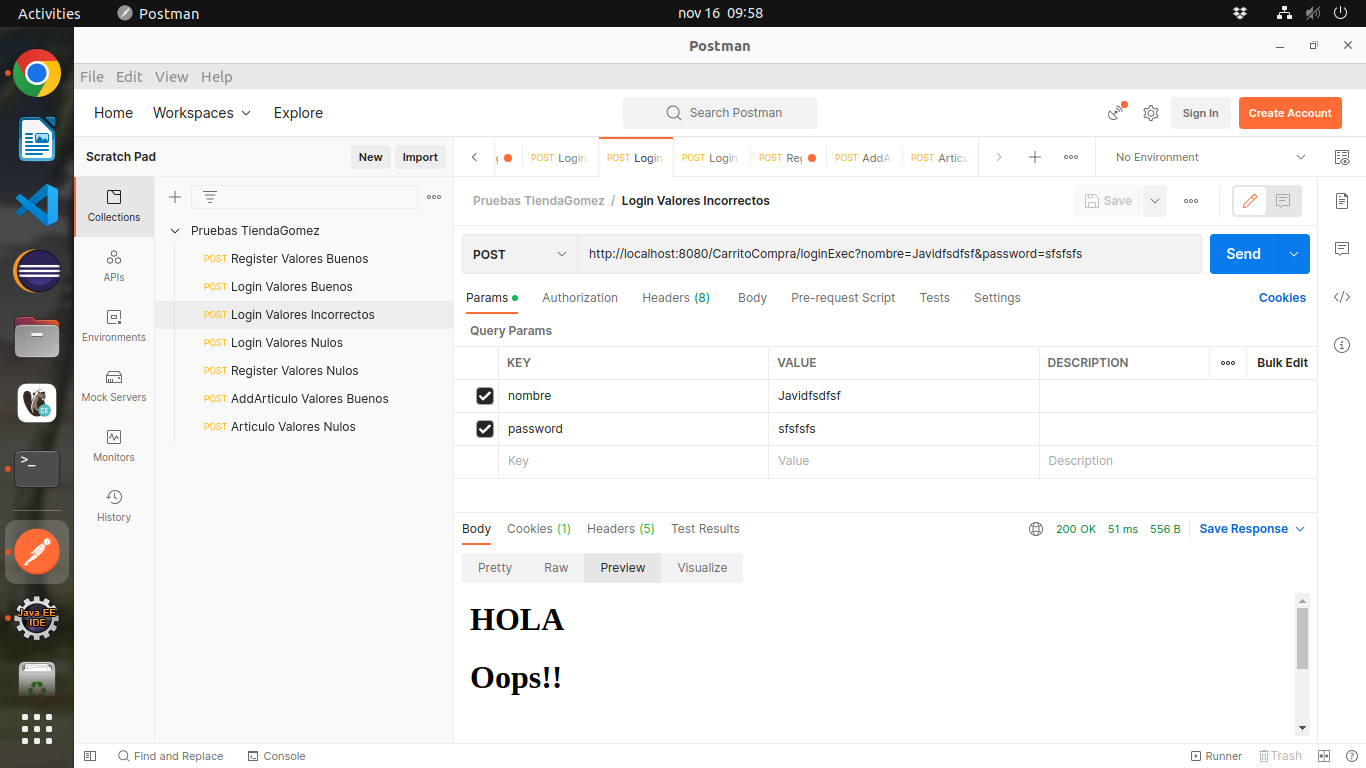 Activities Postman nov 16 09:58
Postman
File Edit View Help
Home Workspaces Explore Search Postman Sign In Create Account
Scratch Pad New Import
POST Login POST Login POST Login POST Reg POST AddA POST Articu No Environment
Collections
APIs
Environments
Mock Servers
Monitors
History
Pruebas TiendaGomez
POST Register Valores Buenos
POST Login Valores Buenos
POST Login Valores Incorrectos
POST Login Valores Nulos
POST Register Valores Nulos
POST AddArticulo Valores Buenos
POST Articulo Valores Nulos
Pruebas TiendaGomez / Login Valores Incorrectos Save
POST http://localhost:8080/CarritoCompra/loginExec?nombre=Javidfsdfsf&password=sfsfsfs Send
Params Authorization Headers (8) Body Pre-request Script Tests Settings Cookies
Query Params
KEY VALUE DESCRIPTION Bulk Edit
nombre Javidfsdfsf
password sfsfsfs
Key Value Description
Body Cookies (1) Headers (5) Test Results 200 OK 51 ms 556 B Save Response
Pretty Raw Preview Visualize
HOLA
Oops!!
Java EE
IDE
CE
>_
Find and Replace Console Runner Trash